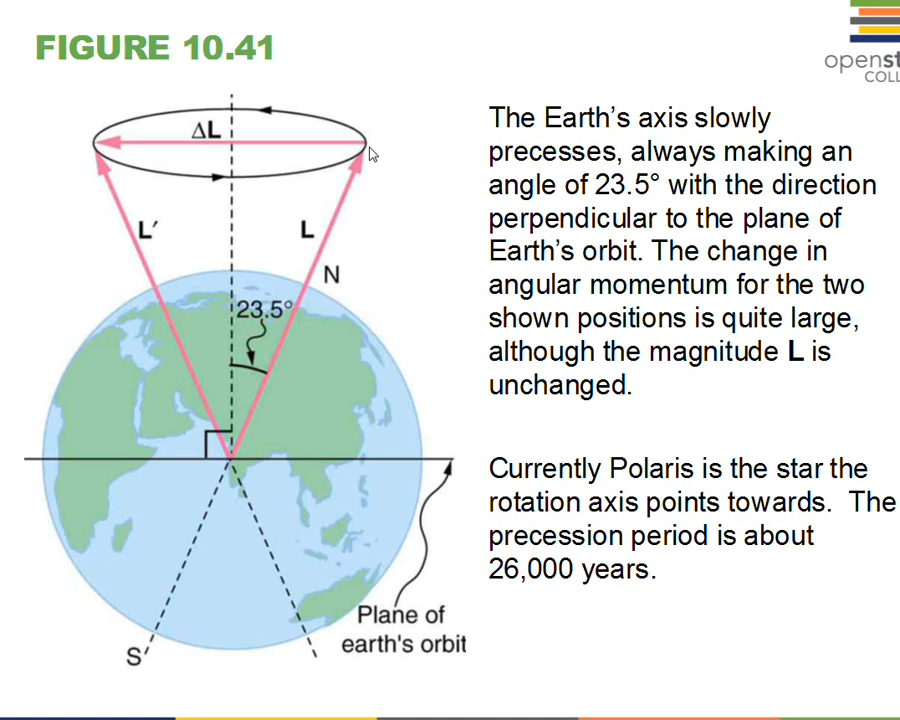 FIGURE 10.41
openst
COLL
ΔL
L′
L
N
23.5°
Plane of
earth's orbit
S
The Earth's axis slowly
precesses, always making an
angle of 23.5° with the direction
perpendicular to the plane of
Earth's orbit. The change in
angular momentum for the two
shown positions is quite large,
although the magnitude L is
unchanged.
Currently Polaris is the star the
rotation axis points towards.  The
precession period is about
26,000 years.